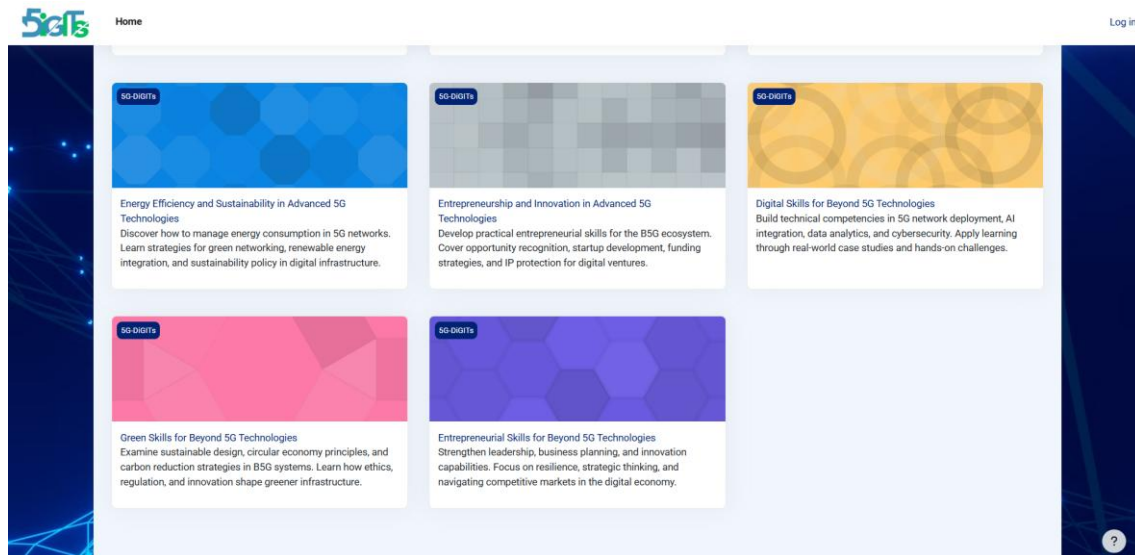 5GIGITs
Home
Log in
5G-DIGITs
Energy Efficiency and Sustainability in Advanced 5G
Technologies
Discover how to manage energy consumption in 5G networks.
Learn strategies for green networking, renewable energy
integration, and sustainability policy in digital infrastructure.
5G-DIGITs
Entrepreneurship and Innovation in Advanced 5G
Technologies
Develop practical entrepreneurial skills for the B5G ecosystem.
Cover opportunity recognition, startup development, funding
strategies, and IP protection for digital ventures.
5G-DIGITs
Digital Skills for Beyond 5G Technologies
Build technical competencies in 5G network deployment, AI
integration, data analytics, and cybersecurity. Apply learning
through real-world case studies and hands-on challenges.
5G-DIGITs
Green Skills for Beyond 5G Technologies
Examine sustainable design, circular economy principles, and
carbon reduction strategies in B5G systems. Learn how ethics,
regulation, and innovation shape greener infrastructure.
5G-DIGITs
Entrepreneurial Skills for Beyond 5G Technologies
Strengthen leadership, business planning, and innovation
capabilities. Focus on resilience, strategic thinking, and
navigating competitive markets in the digital economy.
?